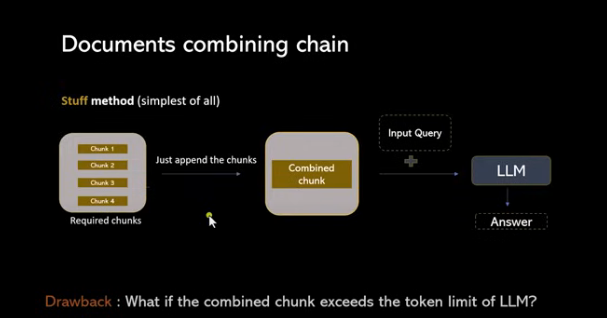 Documents combining chain
Stuff method (simplest of all)
Chunk 1
Chunk 2
Chunk 3
Chunk 4
Required chunks
Just append the chunks
Combined
chunk
Input Query
LLM
Answer
Drawback : What if the combined chunk exceeds the token limit of LLM?